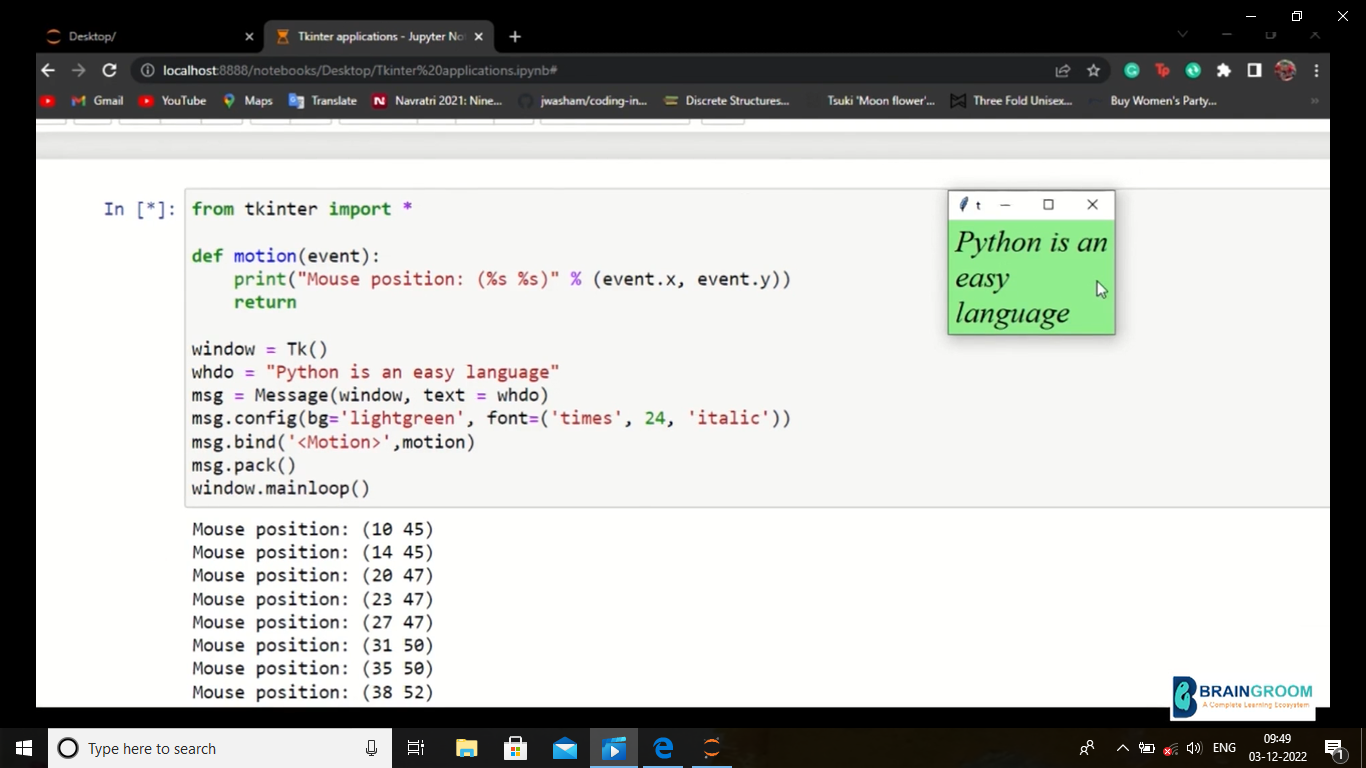 Desktop/
Tkinter applications - Jupyter No
localhost:8888/notebooks/Desktop/Tkinter%20applications.ipynb#
Gmail YouTube Maps Translate Navratri 2021: Nine... jwasham/coding-in... Discrete Structures... Tsuki 'Moon flower'... Three Fold Unisex... Buy Women's Party... »
In [*]:
from tkinter import *
def motion(event):
    print("Mouse position: (%s %s)" % (event.x, event.y))
    return
window = Tk()
whdo = "Python is an easy language"
msg = Message(window, text = whdo)
msg.config(bg='lightgreen', font=('times', 24, 'italic'))
msg.bind('<Motion>',motion)
msg.pack()
window.mainloop()
t
Python is an
easy
language
Mouse position: (10 45)
Mouse position: (14 45)
Mouse position: (20 47)
Mouse position: (23 47)
Mouse position: (27 47)
Mouse position: (31 50)
Mouse position: (35 50)
Mouse position: (38 52)
BRAINGROOM
A Complete Learning Ecosystem
Type here to search
ENG
09:49
03-12-2022
1